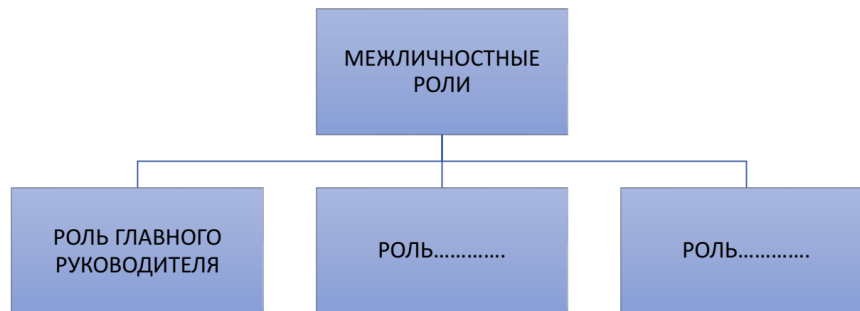 МЕЖЛИЧНОСТНЫЕ
РОЛИ
РОЛЬ ГЛАВНОГО
РУКОВОДИТЕЛЯ
РОЛЬ………….
РОЛЬ………….